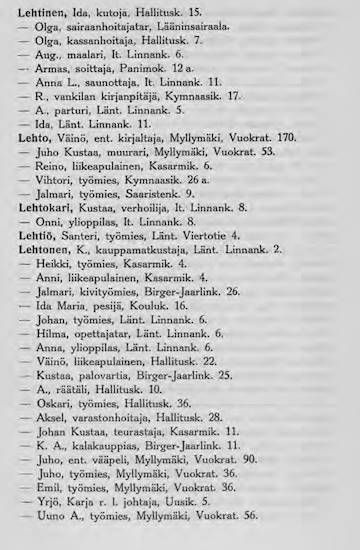 Lehtinen, Ida, kutoja, Hallitusk. 15.
— Olga, sairaanhoitajatar, Lääninsairaala.
— Olga, kassanhoitaja, Hallitusk. 7.
— Aug., maalari, It. Linnank. 6.
— Armas, soittaja, Panimok. 12 a.
— Anna L., saunottaja, It. Linnank. 11.
— R., vankilan kirjanpitäjä, Kymnaasik. 17.
— A., parturi, Länt. Linnank. 5.
— Ida, Länt. Linnank. 11.
Lehto, Väinö, ent. kirjaltaja, Myllymäki, Vuokrat. 170.
— Juho Kustaa, muurari, Myllymäki, Vuokrat. 53.
— Reino, liikeapulainen, Kasarmik. 6.
— Vihtori, työmies, Kymnaasik. 26 a.
— Jalmari, työmies, Saaristenk. 9.
Lehtokari, Kustaa, verhoilija, It. Linnank. 8.
— Onni, ylioppilas, It. Linnank. 8.
Lehtiö, Santeri, työmies, Länt. Viertotie 4.
Lehtonen, K., kauppamatkustaja, Länt. Linnank. 2.
— Heikki, työmies, Kasarmik. 4.
— Anni, liikeapulainen, Kasarmik. 4.
— Jalmari, kivityömies, Birger-Jaarlink. 26.
— Ida Maria, pesijä, Kouluk. 16.
— Johan, työmies, Länt. Linnank. 6.
— Hilma, opettajatar, Länt. Linnank. 6.
— Anna, ylioppilas, Länt. Linnank. 6.
— Väinö, liikeapulainen, Hallitusk. 22.
— Kustaa, palovartia, Birger-Jaarlink. 25.
— A., räätäli, Hallitusk. 10.
— Oskari, työmies, Hallitusk. 36.
— Aksel, varastonhoitaja, Hallitusk. 28.
— Johan Kustaa, teurastaja, Kasarmik. 11.
— K. A., kalakauppias, Birger-Jaarlink. 11.
— Juho, ent. vääpeli, Myllymäki, Vuokrat. 90.
— Juho, työmies, Myllymäki, Vuokrat. 36.
— Emil, työmies, Myllymäki, Vuokrat. 36.
— Yrjö, Karja r. l. johtaja, Uusik. 5.
— Uuno A., työmies, Myllymäki, Vuokrat. 56.